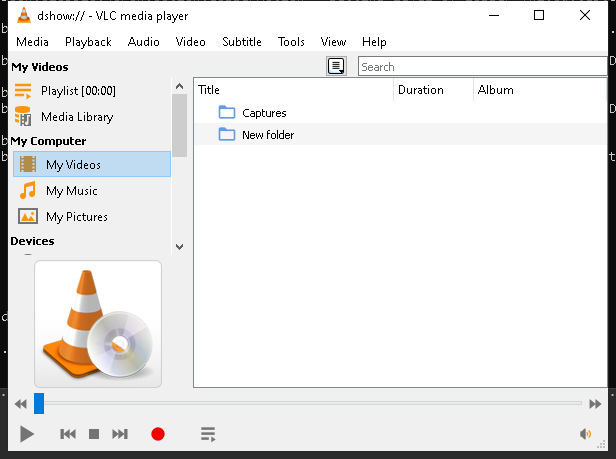 dshow:// - VLC media player
Media Playback Audio Video Subtitle Tools View Help
My Videos
Search
Playlist [00:00]
Media Library
My Computer
My Videos
My Music
My Pictures
Devices
Title Duration Album
Captures
New folder